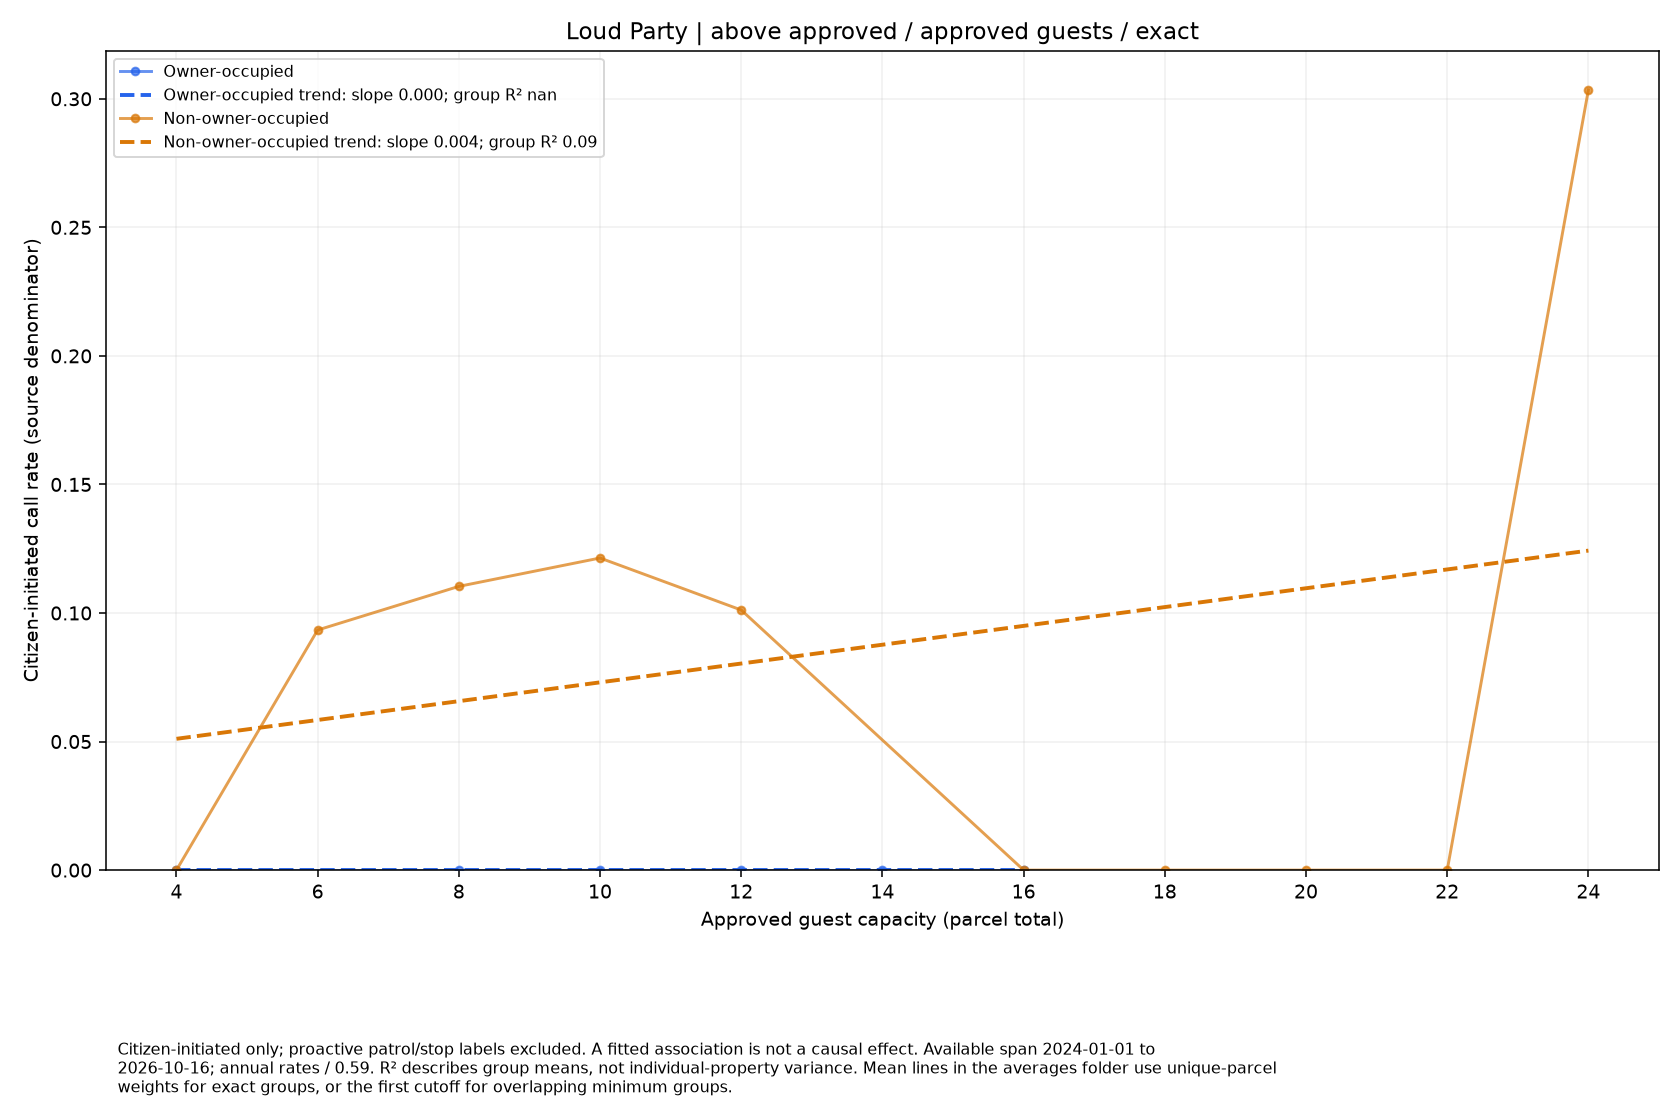 Loud Party | above approved / approved guests / exact
Owner-occupied
Owner-occupied trend: slope 0.000; group R² nan
Non-owner-occupied
Non-owner-occupied trend: slope 0.004; group R² 0.09
Citizen-initiated call rate (source denominator)
0.30
0.25
0.20
0.15
0.10
0.05
0.00
4 6 8 10 12 14 16 18 20 22 24
Approved guest capacity (parcel total)
Citizen-initiated only; proactive patrol/stop labels excluded. A fitted association is not a causal effect. Available span 2024-01-01 to
2026-10-16; annual rates / 0.59. R² describes group means, not individual-property variance. Mean lines in the averages folder use unique-parcel
weights for exact groups, or the first cutoff for overlapping minimum groups.